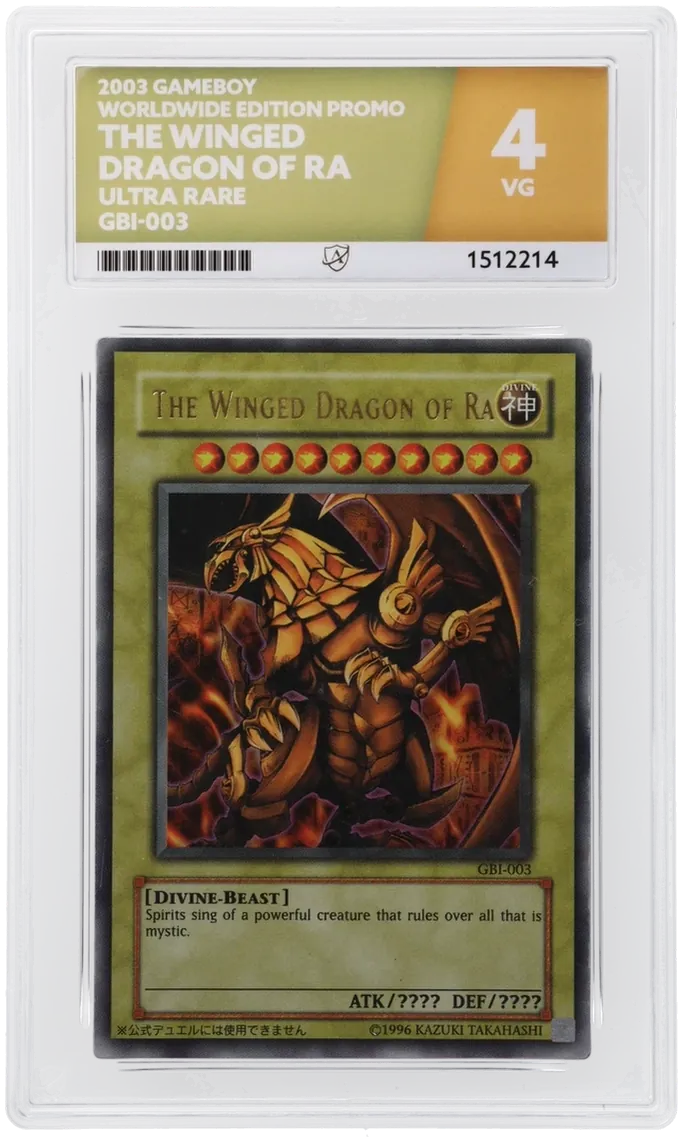 2003 GAMEBOY
WORLDWIDE EDITION PROMO
THE WINGED
DRAGON OF RA
ULTRA RARE
GBI-003
4
VG
A
1512214
THE WINGED DRAGON OF RA
DIVINE
神
GBI-003
[DIVINE-BEAST]
Spirits sing of a powerful creature that rules over all that is
mystic.
ATK/???? DEF/????
※公式デュエルには使用できません
©1996 KAZUKI TAKAHASHI